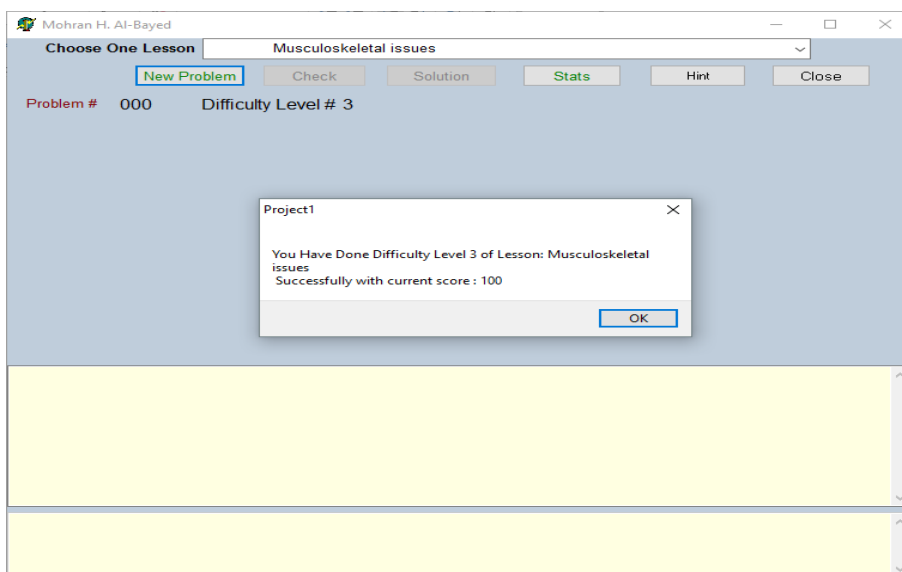 Mohran H. Al-Bayed
Choose One Lesson Musculoskeletal issues
New Problem Check Solution Stats Hint Close
Problem # 000 Difficulty Level # 3
Project1
You Have Done Difficulty Level 3 of Lesson: Musculoskeletal
issues
Successfully with current score : 100
OK